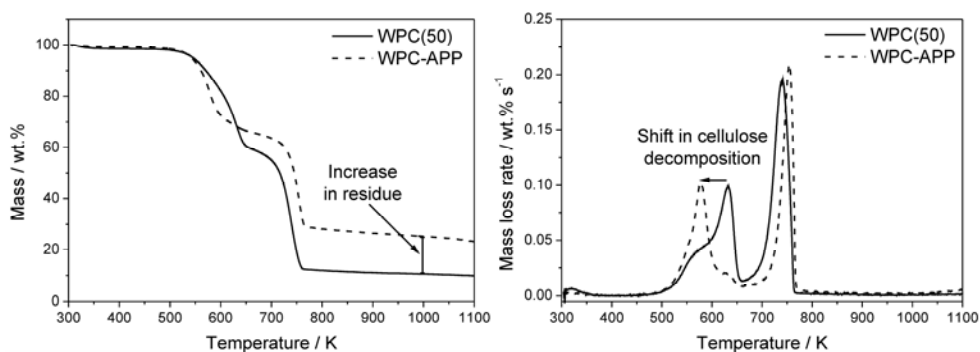 WPC(50)
WPC-APP
Increase
in residue
Mass / wt.%
100
80
60
40
20
0
300 400 500 600 700 800 900 1000 1100
Temperature / K
WPC(50)
WPC-APP
Shift in cellulose
decomposition
Mass loss rate / wt.% s⁻¹
0.25
0.20
0.15
0.10
0.05
0.00
300 400 500 600 700 800 900 1000 1100
Temperature / K